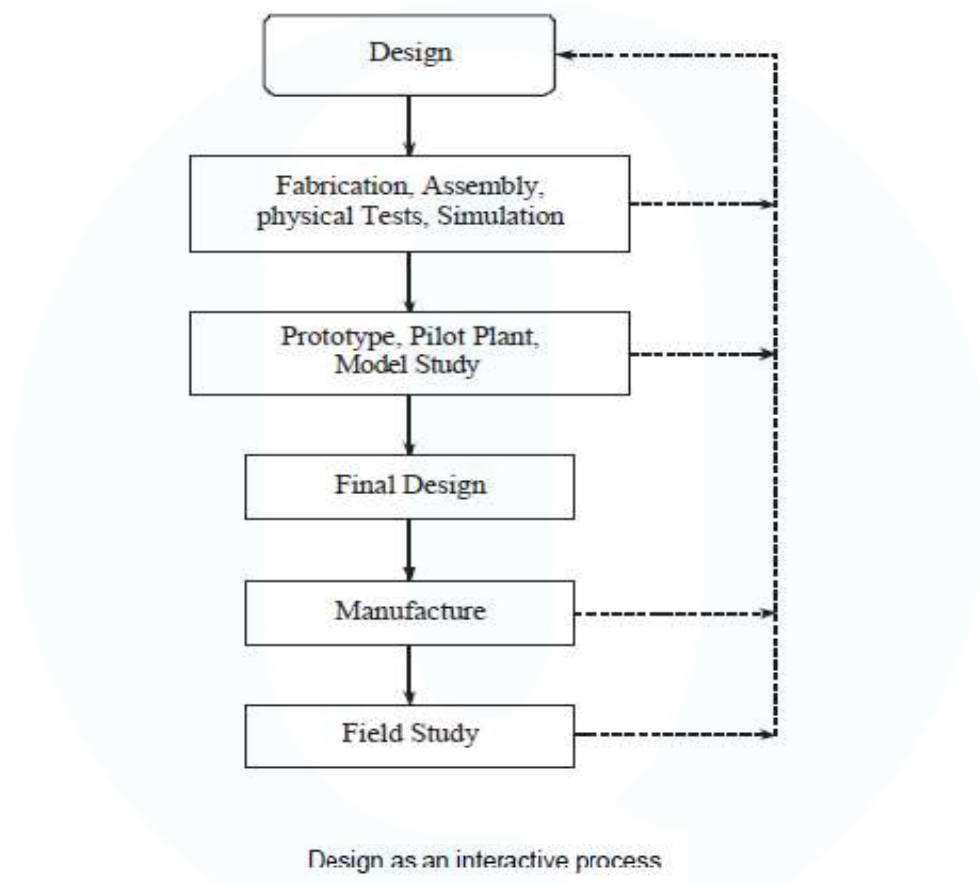 Design
Fabrication, Assembly,
physical Tests, Simulation
Prototype, Pilot Plant,
Model Study
Final Design
Manufacture
Field Study
Design as an interactive process